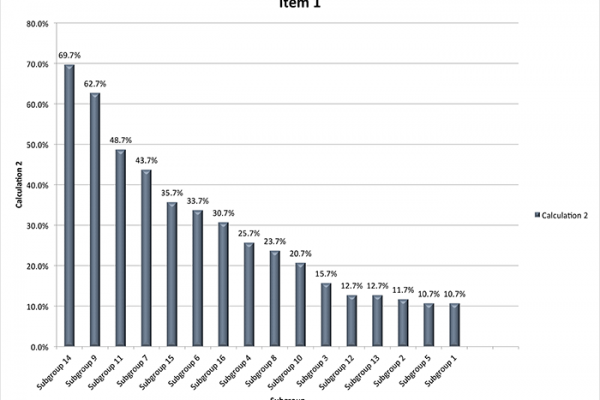 Item 1
80.0%
70.0%
60.0%
50.0%
40.0%
30.0%
20.0%
10.0%
0.0%
Calculation 2
69.7%
62.7%
48.7%
43.7%
35.7%
33.7%
30.7%
25.7%
23.7%
20.7%
15.7%
12.7%
12.7%
11.7%
10.7%
10.7%
Subgroup 14
Subgroup 9
Subgroup 11
Subgroup 7
Subgroup 15
Subgroup 6
Subgroup 16
Subgroup 4
Subgroup 8
Subgroup 10
Subgroup 3
Subgroup 12
Subgroup 13
Subgroup 2
Subgroup 5
Subgroup 1
Subgroup
Calculation 2